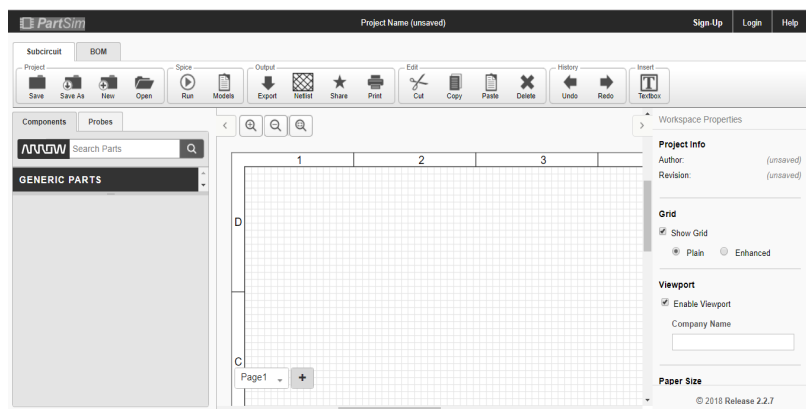 PartSim
Project Name (unsaved)
Sign-Up Login Help
Subcircuit BOM
Project Spice Output Edit History Insert
Save Save As New Open Run Models Export Netlist Share Print Cut Copy Paste Delete Undo Redo Textbox
Components Probes
ARROW Search Parts
GENERIC PARTS
1 2 3
D
C
Page1 +
Workspace Properties
Project Info
Author: (unsaved)
Revision: (unsaved)
Grid
Show Grid
Plain Enhanced
Viewport
Enable Viewport
Company Name
Paper Size
© 2018 Release 2.2.7